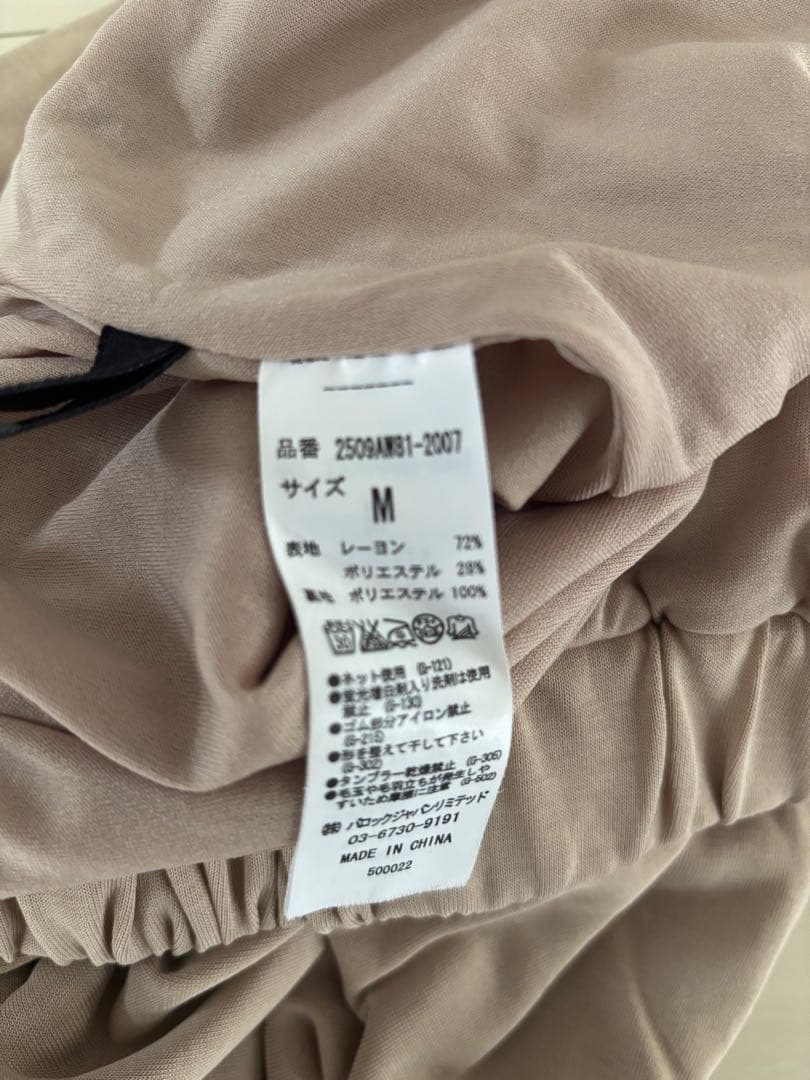 品番 2509AW81-2007
サイズ M
表地 レーヨン 72%
ポリエステル 28%
裏地 ポリエステル 100%
●ネット使用 (G-121)
●蛍光増白剤入り洗剤は使用
禁止 (G-130)
●ゴム部分アイロン禁止
(G-215)
●形を整えて干して下さい
(G-302)
●タンブラー乾燥禁止 (G-305)
●毛玉や毛羽立ちが発生しや
すいため摩擦に注意 (G-502)
(株) バロックジャパンリミテッド
03-6730-9191
MADE IN CHINA
500022